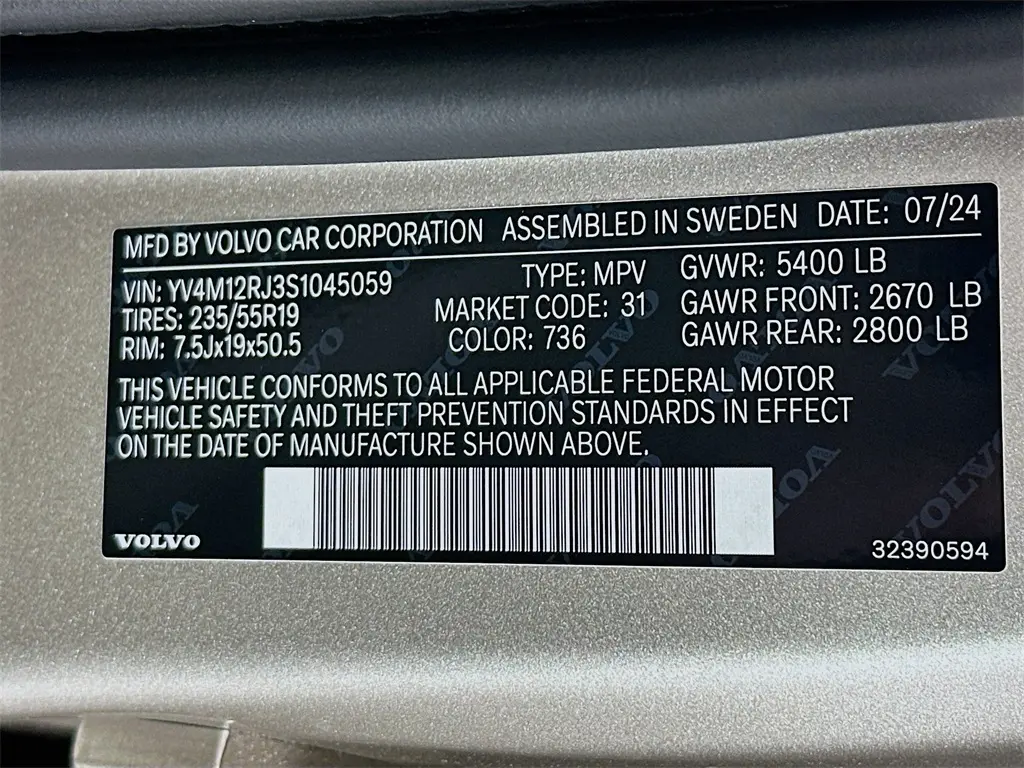 MFD BY VOLVO CAR CORPORATION ASSEMBLED IN SWEDEN DATE: 07/24
VIN: YV4M12RJ3S1045059 TYPE: MPV GVWR: 5400 LB
TIRES: 235/55R19 MARKET CODE: 31 GAWR FRONT: 2670 LB
RIM: 7.5Jx19x50.5 COLOR: 736 GAWR REAR: 2800 LB
THIS VEHICLE CONFORMS TO ALL APPLICABLE FEDERAL MOTOR
VEHICLE SAFETY AND THEFT PREVENTION STANDARDS IN EFFECT
ON THE DATE OF MANUFACTURE SHOWN ABOVE.
VOLVO 32390594